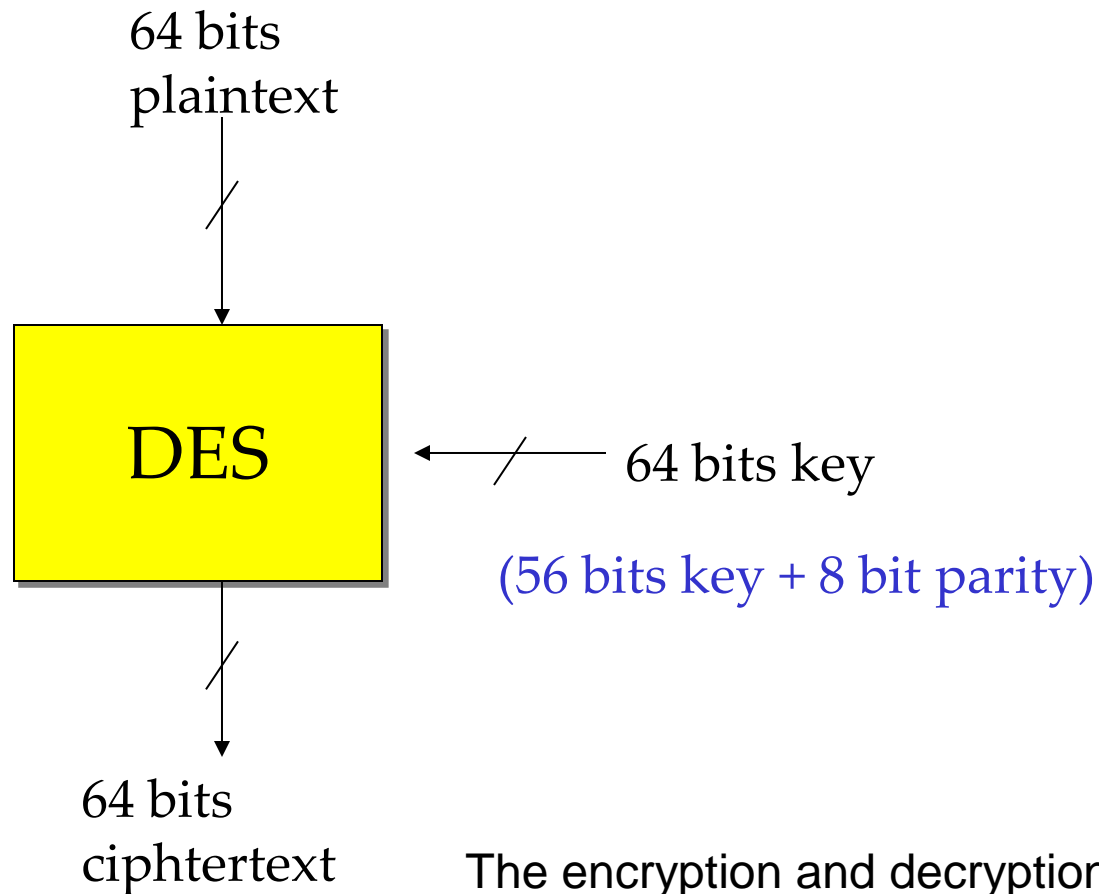 64 bits
plaintext
DES
64 bits key
(56 bits key + 8 bit parity)
64 bits
ciphtertext
The encryption and decryption